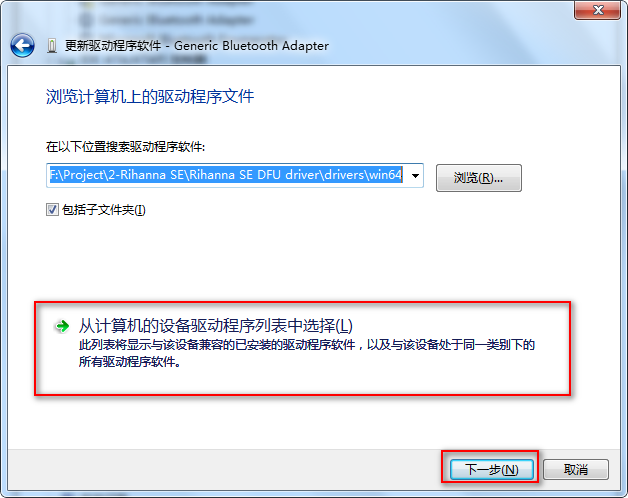 更新驱动程序软件 - Generic Bluetooth Adapter
浏览计算机上的驱动程序文件
在以下位置搜索驱动程序软件:
F:\Project\2-Rihanna SE\Rihanna SE DFU driver\drivers\win64
浏览(R)...
包括子文件夹(I)
从计算机的设备驱动程序列表中选择(L)
此列表将显示与该设备兼容的已安装的驱动程序软件，以及与该设备处于同一类别下的
所有驱动程序软件。
下一步(N)
取消